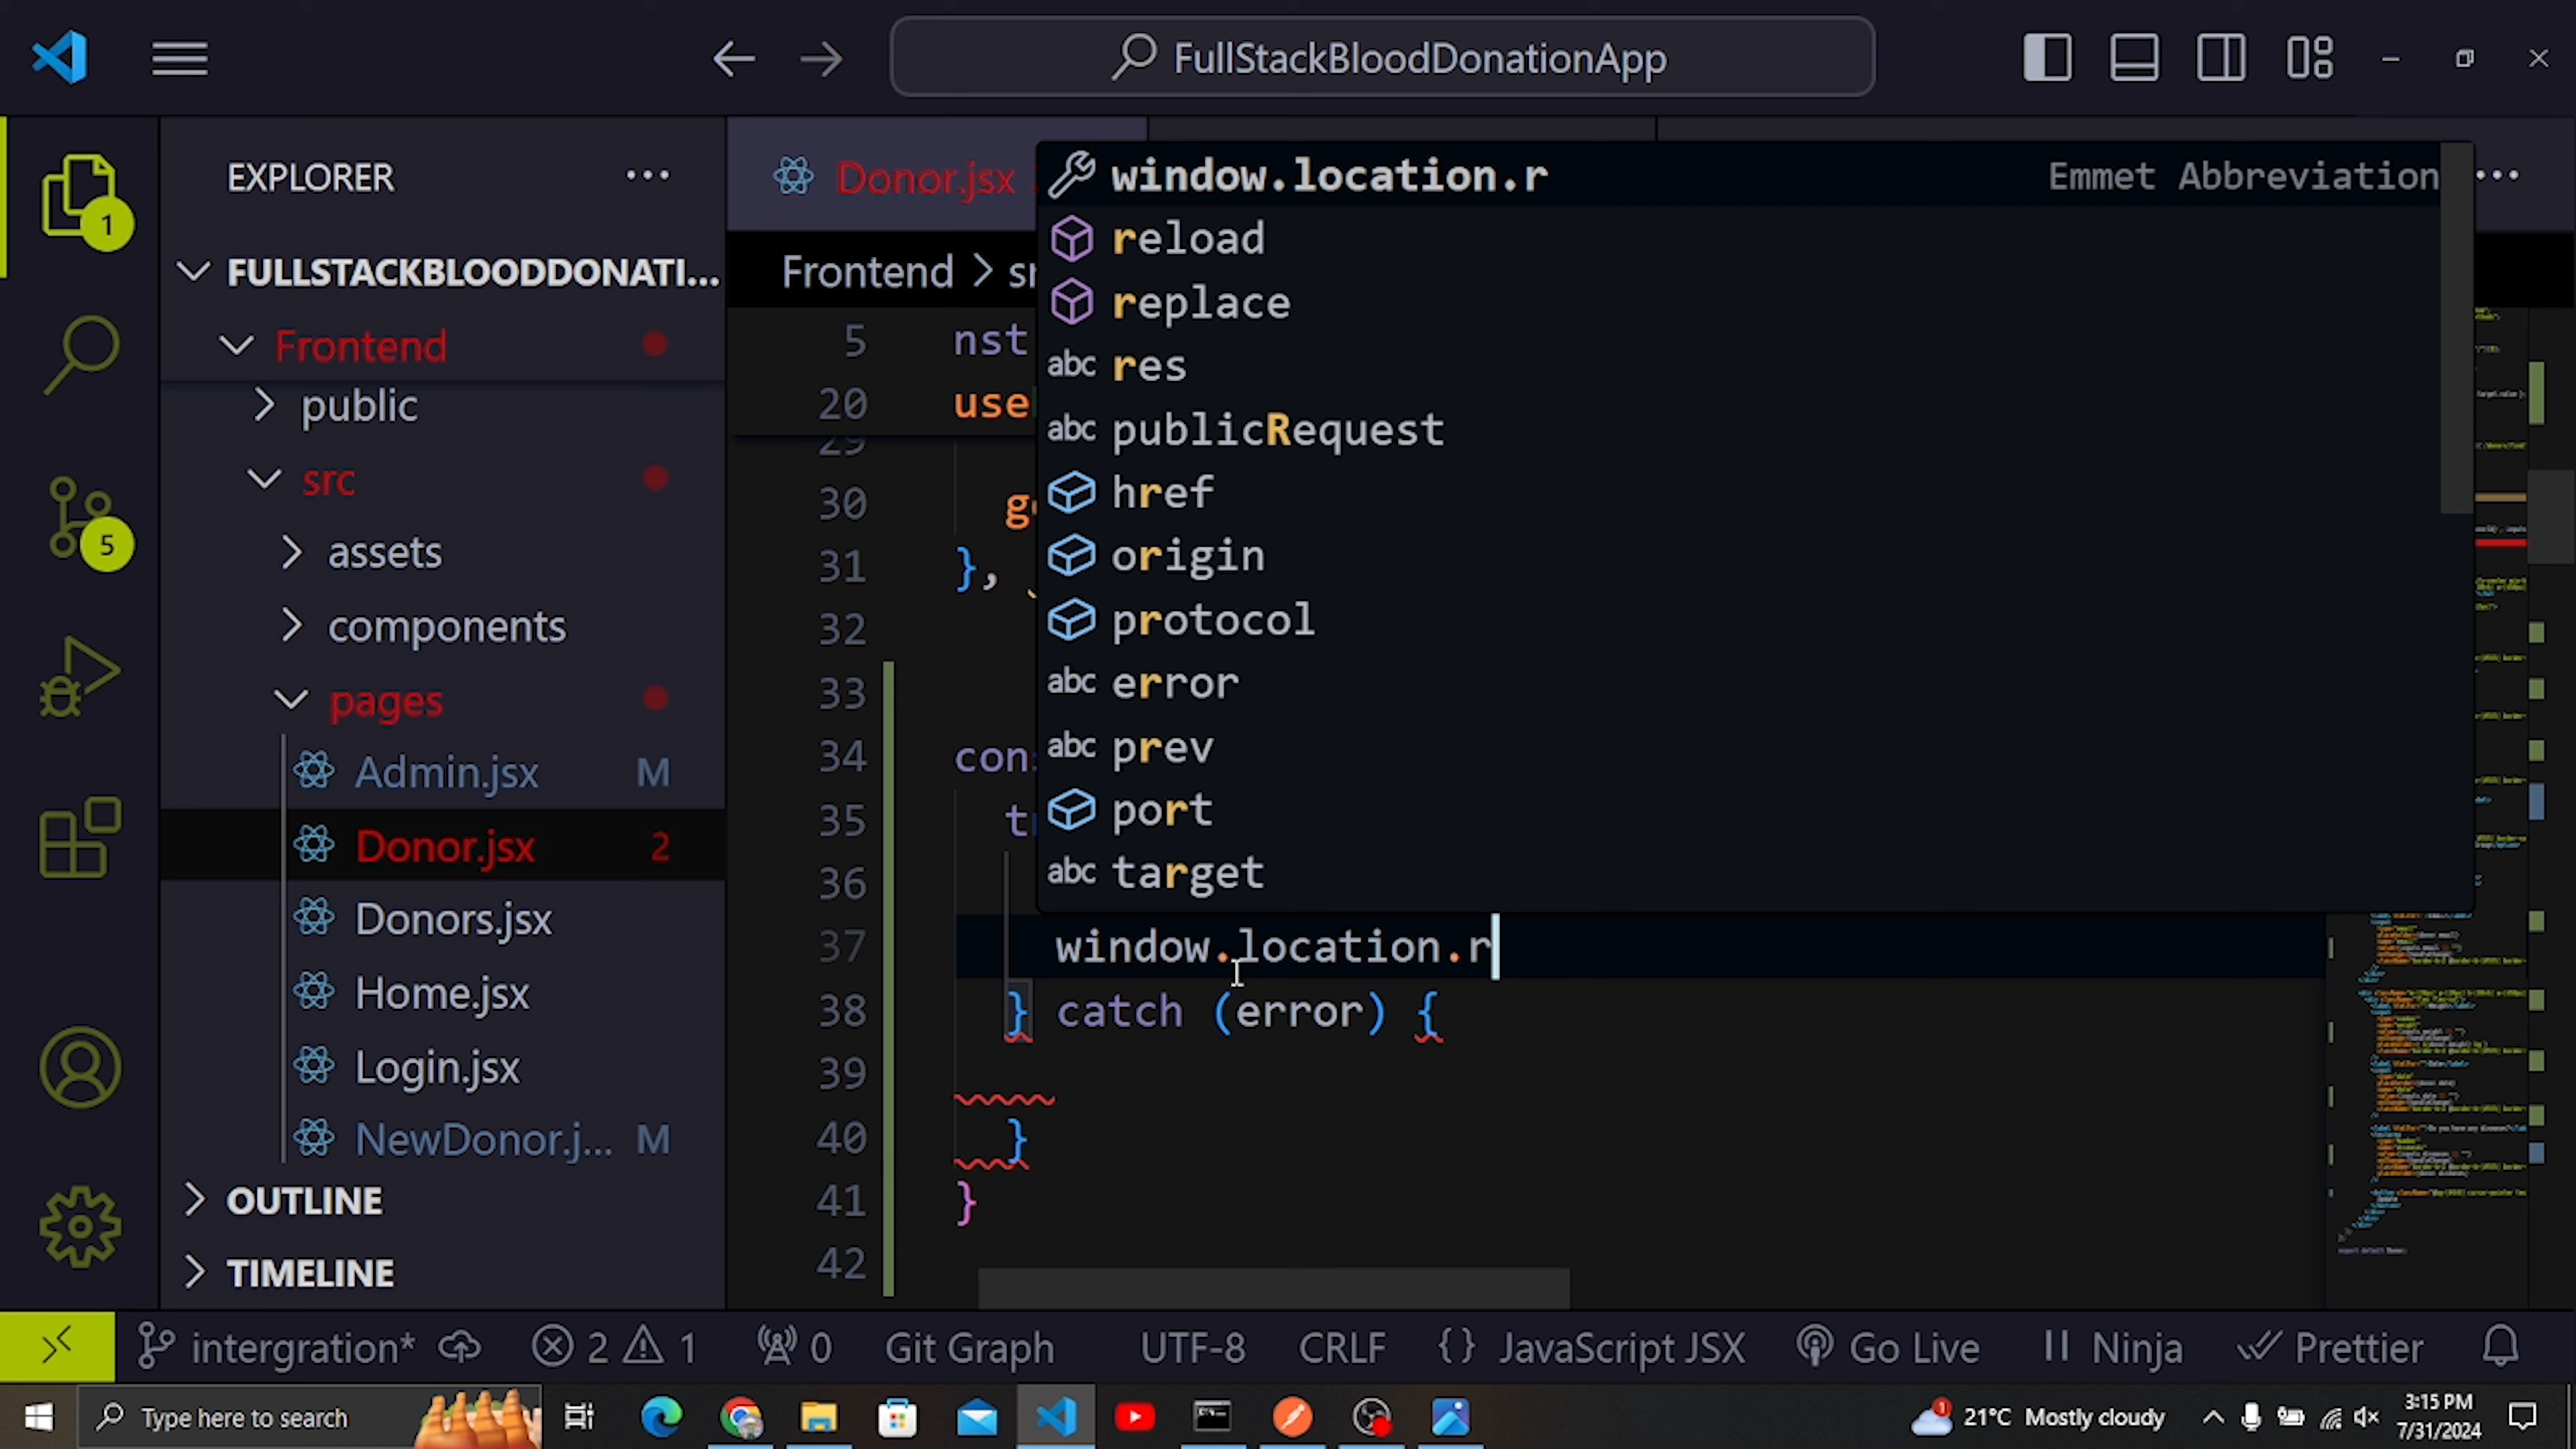 FullStackBloodDonationApp
EXPLORER
FULLSTACKBLOODDONATI...
Frontend
public
src
assets
components
pages
Admin.jsx M
Donor.jsx 2
Donors.jsx
Home.jsx
Login.jsx
NewDonor.j... M
OUTLINE
TIMELINE
1
5
Donor.jsx
Frontend >
window.location.r Emmet Abbreviation
reload
replace
abc res
abc publicRequest
href
origin
protocol
abc error
abc prev
port
abc target
5 nst
20 use
29
30
31 },
32
33
34
35
36
37 window.location.r
38 } catch (error) {
39
40 }
41 }
42
intergration* 2 1 0 Git Graph UTF-8 CRLF {} JavaScript JSX Go Live Ninja Prettier
Type here to search
1 21°C Mostly cloudy
3:15 PM
7/31/2024